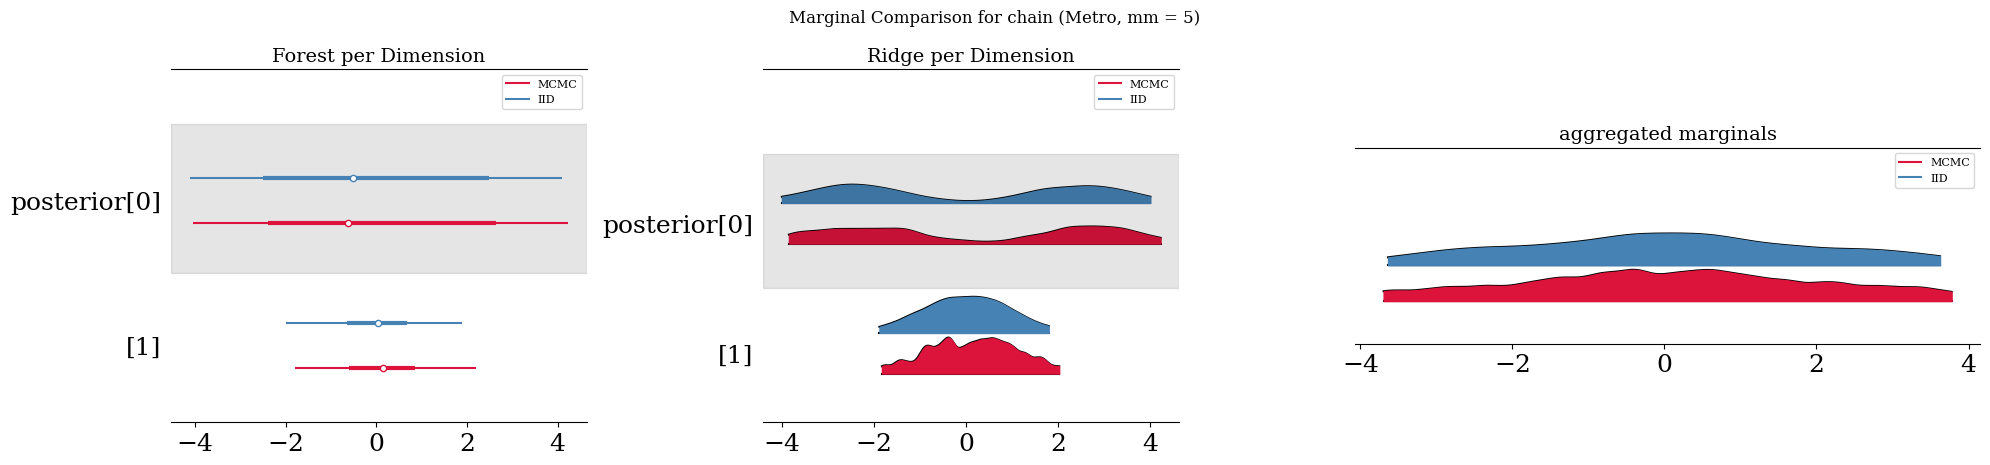 Marginal Comparison for chain (Metro, mm = 5)
Forest per Dimension
MCMC
IID
posterior[0]
[1]
−4 −2 0 2 4
Ridge per Dimension
MCMC
IID
posterior[0]
[1]
−4 −2 0 2 4
aggregated marginals
MCMC
IID
−4 −2 0 2 4